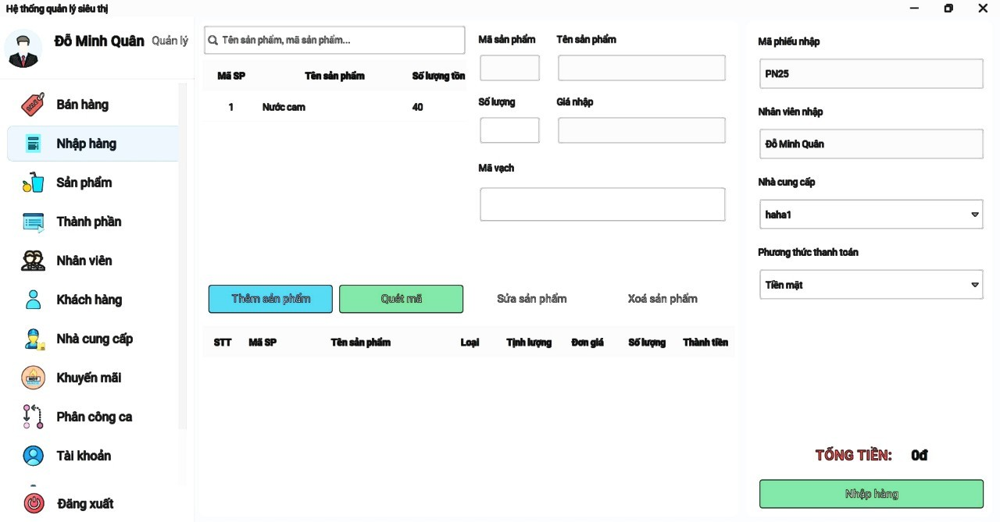 Hệ thống quản lý siêu thị
Đỗ Minh Quân Quản lý
Bán hàng
Nhập hàng
Sản phẩm
Thành phần
Nhân viên
Khách hàng
Nhà cung cấp
Khuyến mãi
Phân công ca
Tài khoản
Đăng xuất
Tên sản phẩm, mã sản phẩm...
Mã SP Tên sản phẩm Số lượng tồn
1 Nước cam 40
Mã sản phẩm Tên sản phẩm
Số lượng Giá nhập
Mã vạch
Thêm sản phẩm Quét mã Sửa sản phẩm Xoá sản phẩm
STT Mã SP Tên sản phẩm Loại Tịnh lượng Đơn giá Số lượng Thành tiền
Mã phiếu nhập
PN25
Nhân viên nhập
Đỗ Minh Quân
Nhà cung cấp
haha1
Phương thức thanh toán
Tiền mặt
TỔNG TIỀN: 0đ
Nhập hàng